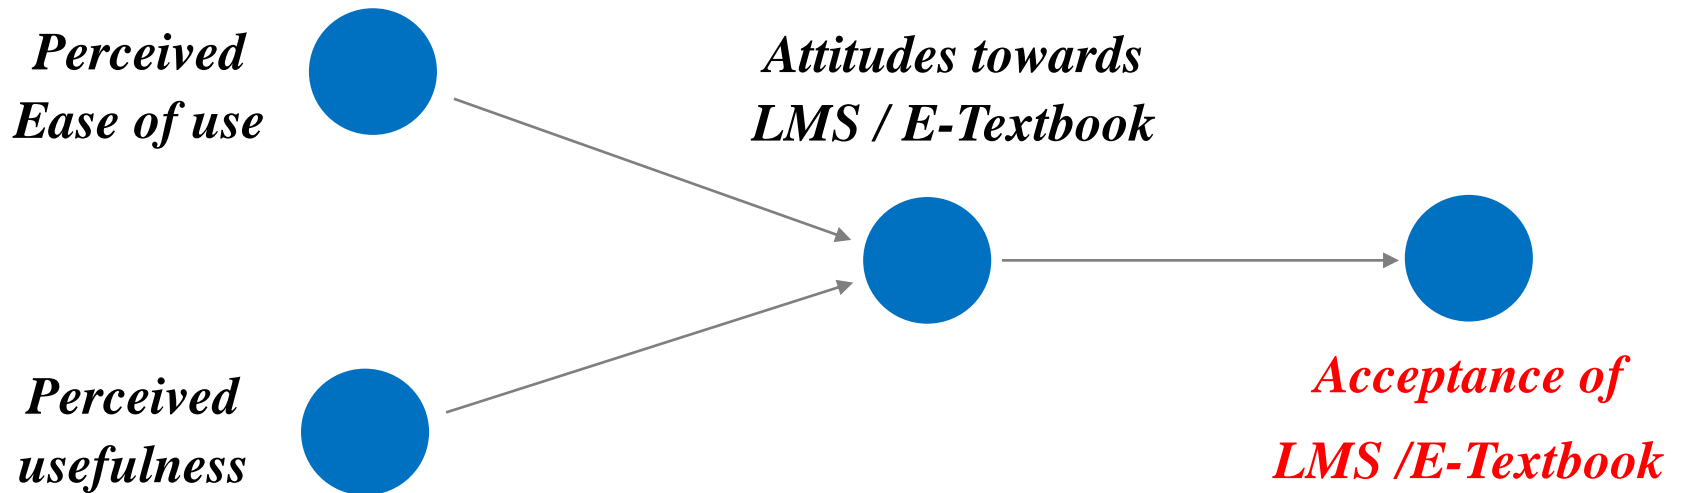 Perceived
Ease of use
Attitudes towards
LMS / E-Textbook
Perceived
usefulness
Acceptance of
LMS /E-Textbook